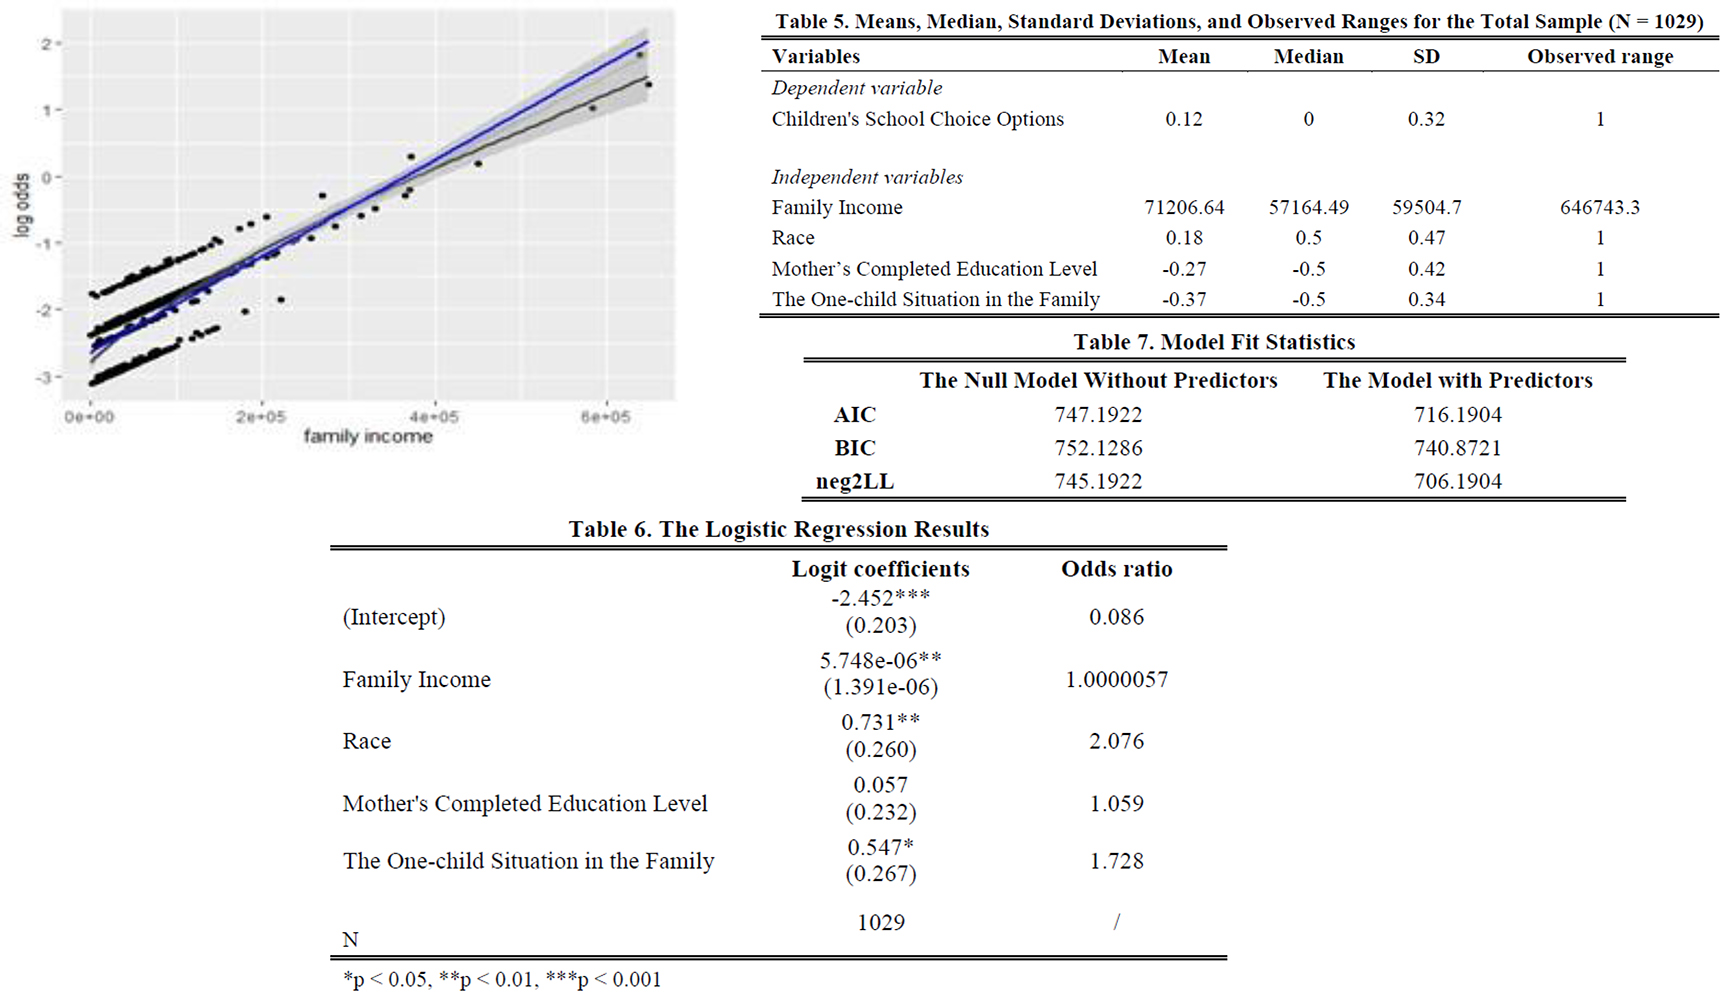 2
1
0
-1
-2
-3
log odds
0e+00 2e+05 4e+05 6e+05
family income
Table 5. Means, Median, Standard Deviations, and Observed Ranges for the Total Sample (N = 1029)
Variables Mean Median SD Observed range
Dependent variable
Children's School Choice Options 0.12 0 0.32 1
Independent variables
Family Income 71206.64 57164.49 59504.7 646743.3
Race 0.18 0.5 0.47 1
Mother’s Completed Education Level -0.27 -0.5 0.42 1
The One-child Situation in the Family -0.37 -0.5 0.34 1
Table 7. Model Fit Statistics
The Null Model Without Predictors The Model with Predictors
AIC 747.1922 716.1904
BIC 752.1286 740.8721
neg2LL 745.1922 706.1904
Table 6. The Logistic Regression Results
Logit coefficients Odds ratio
(Intercept) -2.452*** 0.086
(0.203)
Family Income 5.748e-06** 1.0000057
(1.391e-06)
Race 0.731** 2.076
(0.260)
Mother's Completed Education Level 0.057 1.059
(0.232)
The One-child Situation in the Family 0.547* 1.728
(0.267)
N 1029 /
*p < 0.05, **p < 0.01, ***p < 0.001